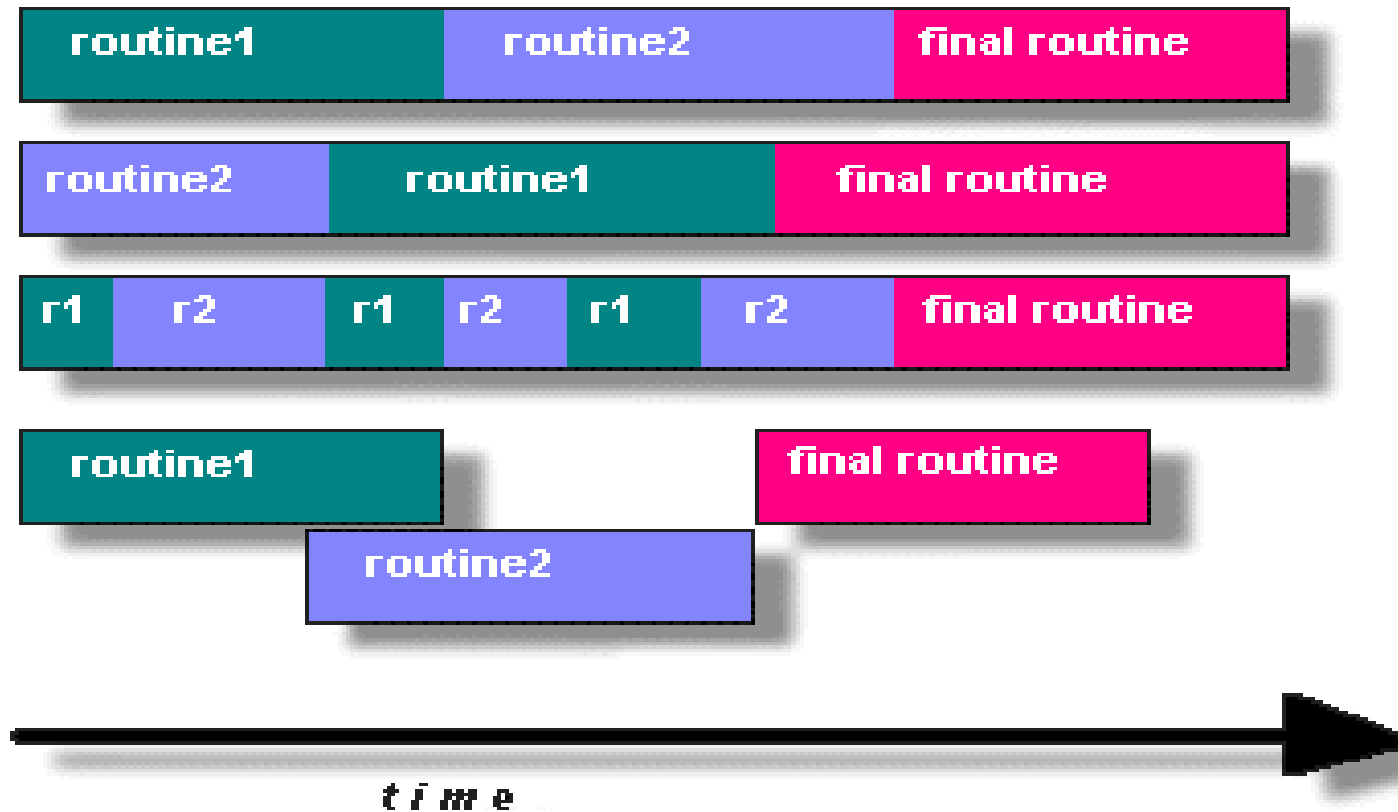 routine1 routine2 final routine
routine2 routine1 final routine
r1 r2 r1 r2 r1 r2 final routine
routine1 final routine
routine2
time